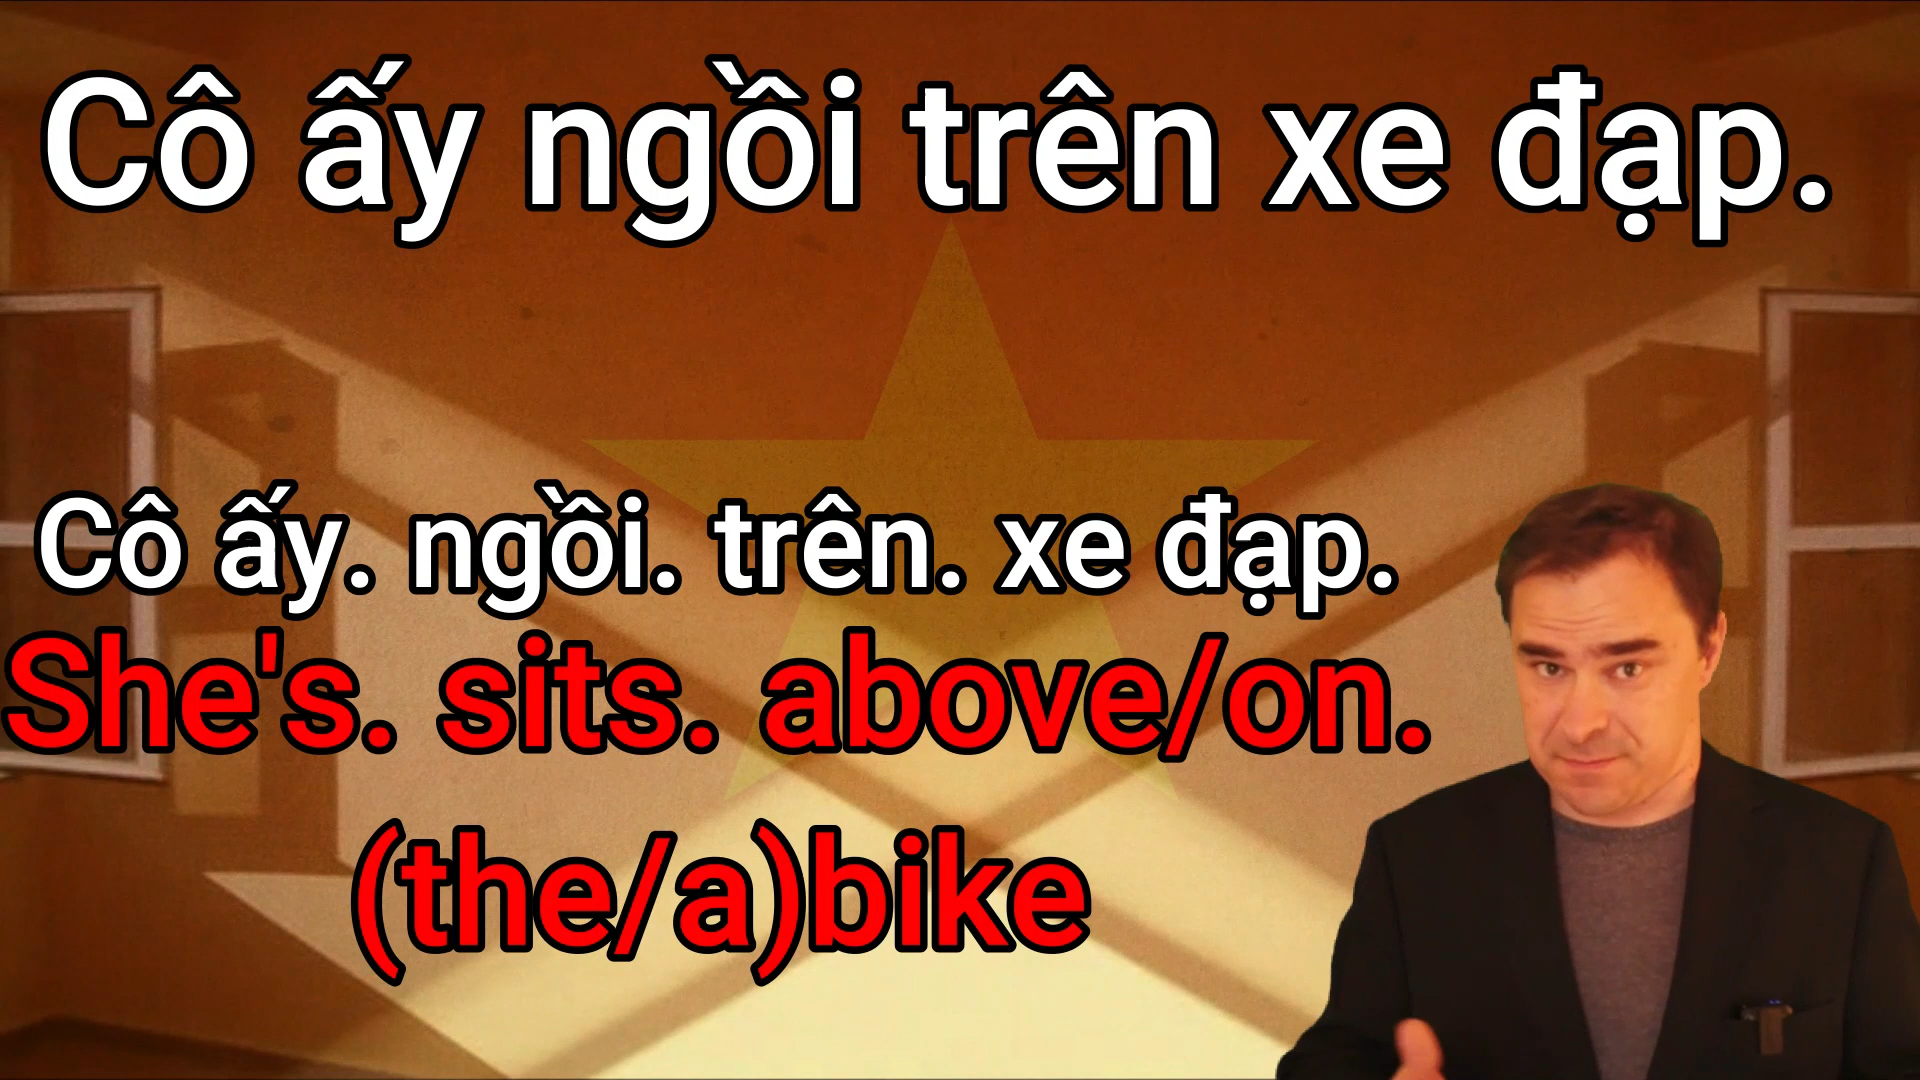 Cô ấy ngồi trên xe đạp.
Cô ấy. ngồi. trên. xe đạp.
She's. sits. above/on.
(the/a)bike